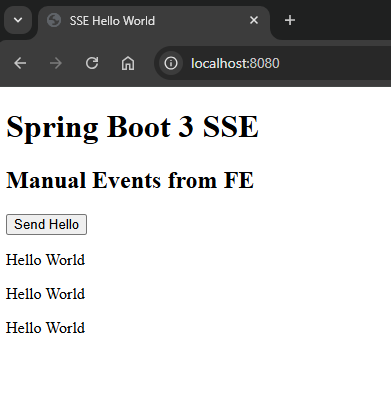 SSE Hello World
localhost:8080
Spring Boot 3 SSE
Manual Events from FE
Send Hello
Hello World
Hello World
Hello World